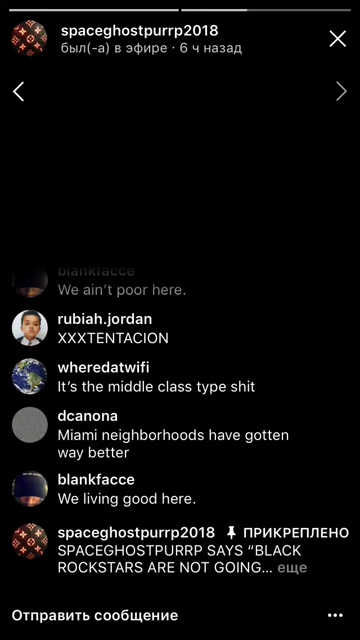 spaceghostpurrp2018
был(-а) в эфире · 6 ч назад
blankfacce
We ain't poor here.
rubiah.jordan
XXXTENTACION
wheredatwifi
It's the middle class type shit
dcanona
Miami neighborhoods have gotten
way better
blankfacce
We living good here.
spaceghostpurrp2018 ПРИКРЕПЛЕНО
SPACEGHOSTPURRP SAYS “BLACK
ROCKSTARS ARE NOT GOING... еще
Отправить сообщение